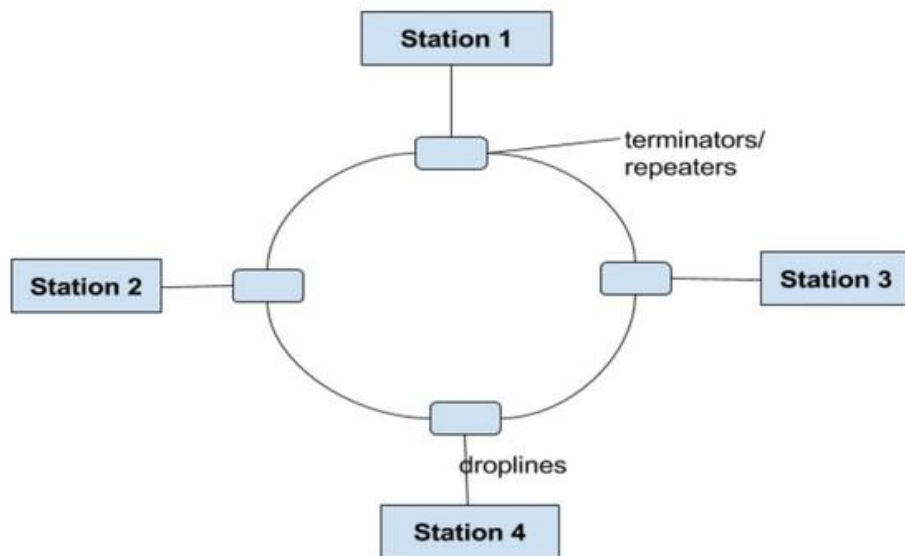 Station 1
terminators/
repeaters
Station 2
Station 3
droplines
Station 4